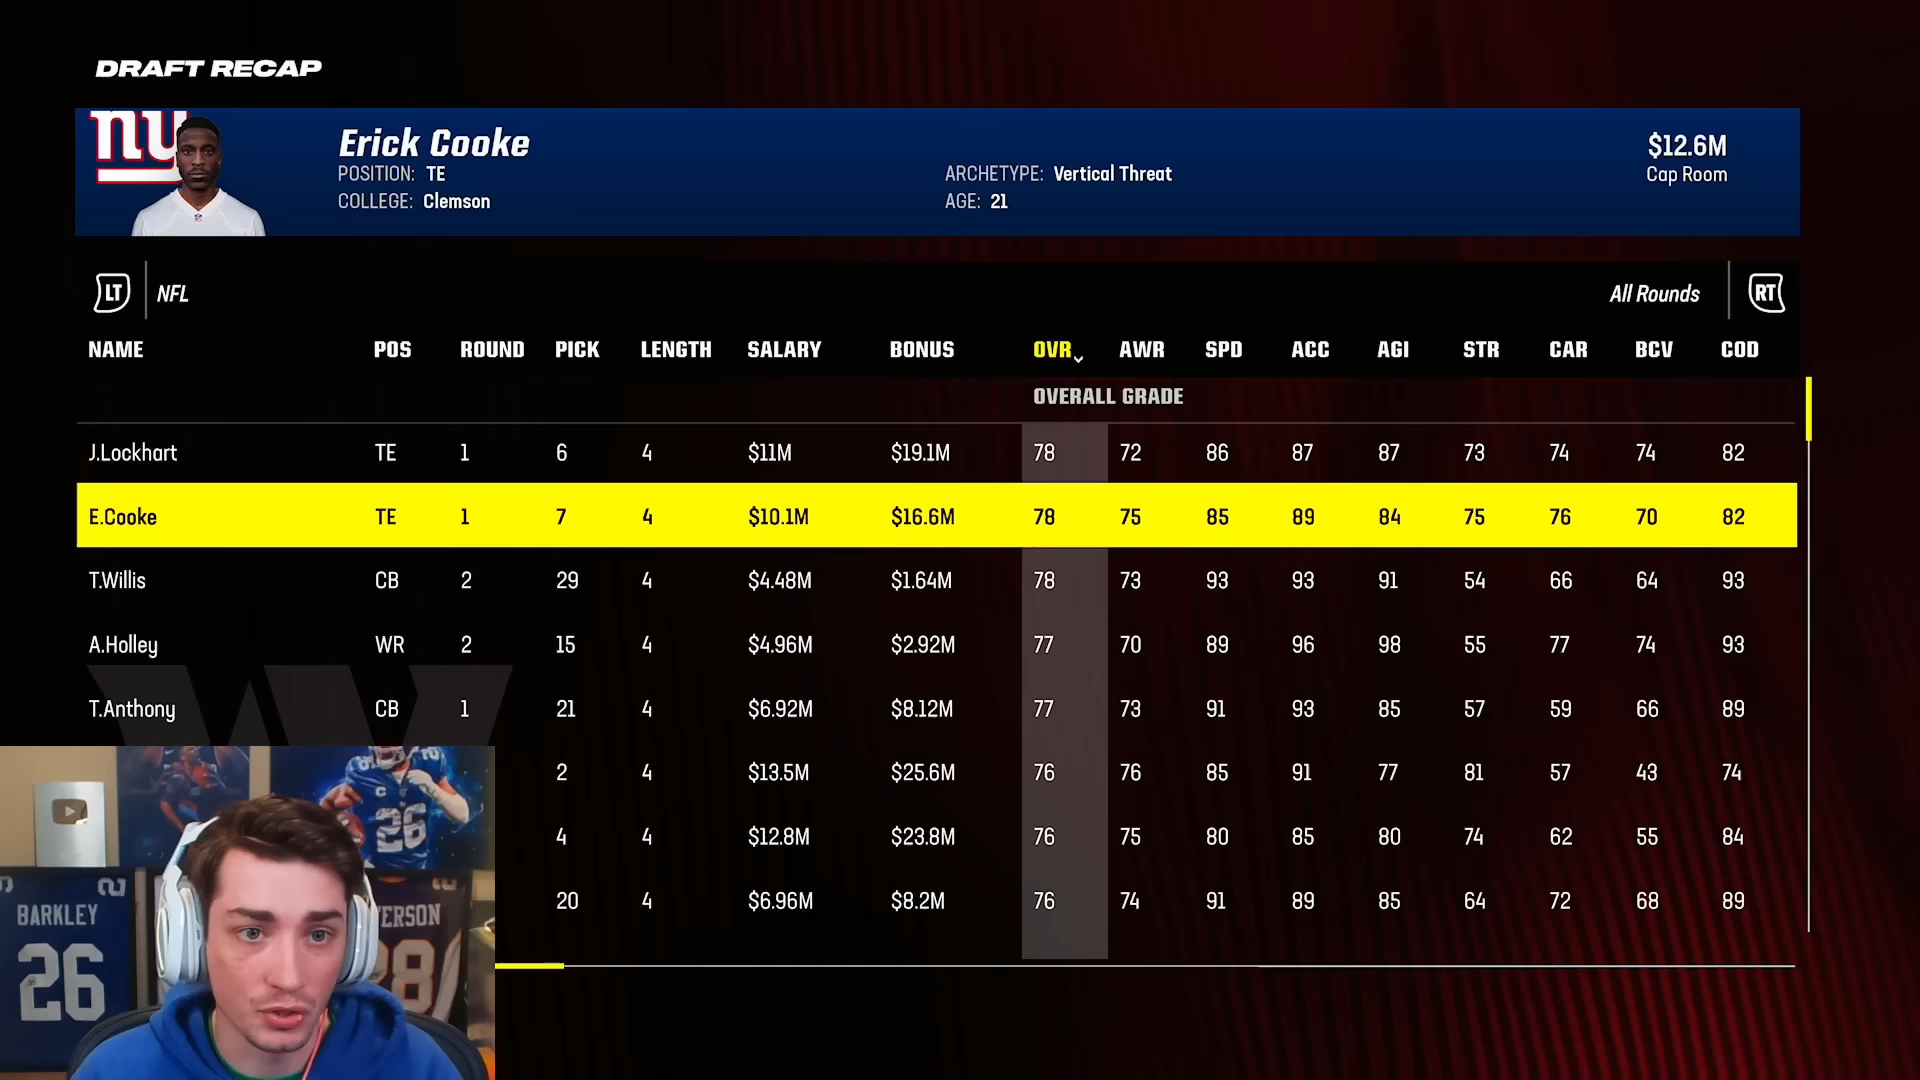 DRAFT RECAP
ny
Erick Cooke
POSITION: TE
COLLEGE: Clemson
ARCHETYPE: Vertical Threat
AGE: 21
$12.6M
Cap Room
LT NFL
All Rounds RT
NAME POS ROUND PICK LENGTH SALARY BONUS OVR AWR SPD ACC AGI STR CAR BCV COD
OVERALL GRADE
J.Lockhart TE 1 6 4 $11M $19.1M 78 72 86 87 87 73 74 74 82
E.Cooke TE 1 7 4 $10.1M $16.6M 78 75 85 89 84 75 76 70 82
T.Willis CB 2 29 4 $4.48M $1.64M 78 73 93 93 91 54 66 64 93
A.Holley WR 2 15 4 $4.96M $2.92M 77 70 89 96 98 55 77 74 93
T.Anthony CB 1 21 4 $6.92M $8.12M 77 73 91 93 85 57 59 66 89
2 4 $13.5M $25.6M 76 76 85 91 77 81 57 43 74
4 4 $12.8M $23.8M 76 75 80 85 80 74 62 55 84
20 4 $6.96M $8.2M 76 74 91 89 85 64 72 68 89
26
BARKLEY
26
ERSON
28